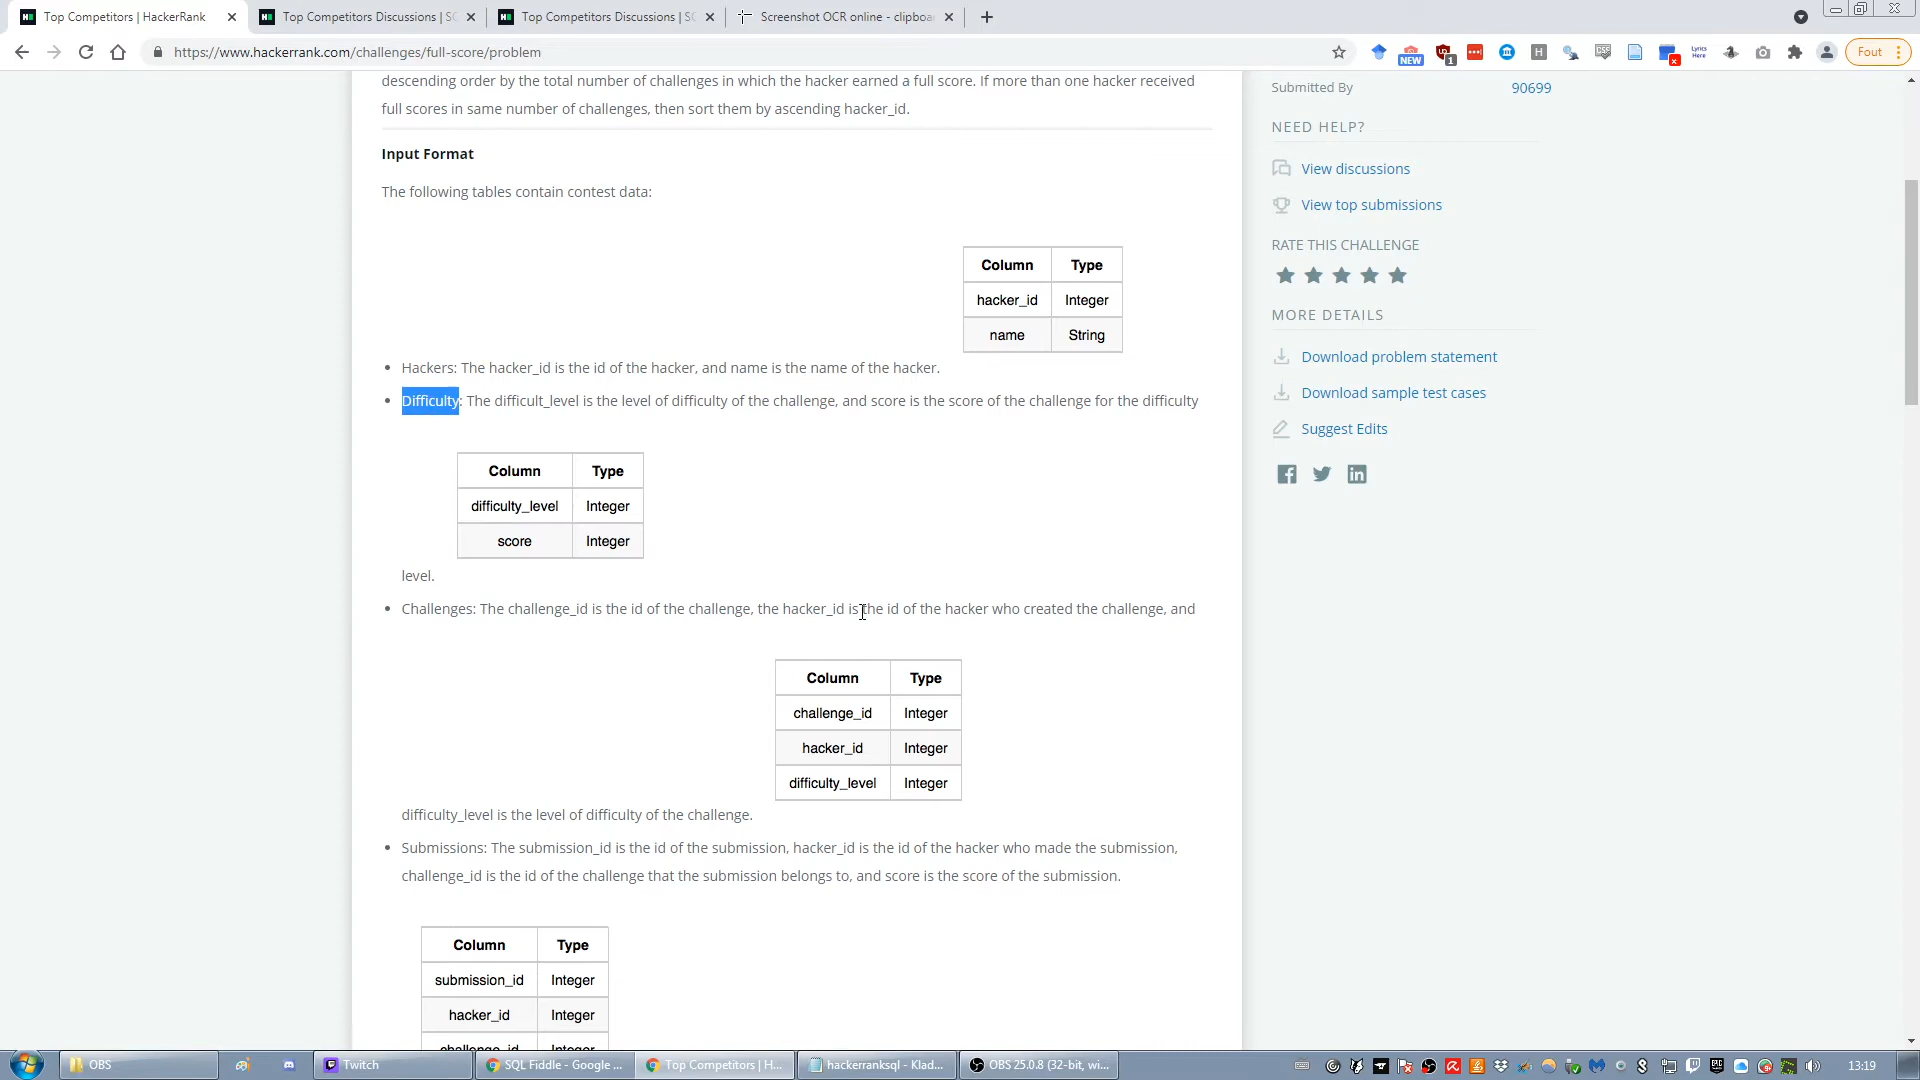 Top Competitors | HackerRank
Top Competitors Discussions | SC
Top Competitors Discussions | SC
Screenshot OCR online - clipboa
https://www.hackerrank.com/challenges/full-score/problem
NEW
1
H
CSS
Lyrics Here
Fout
descending order by the total number of challenges in which the hacker earned a full score. If more than one hacker received
full scores in same number of challenges, then sort them by ascending hacker_id.
Input Format
The following tables contain contest data:
Column Type
hacker_id Integer
name String
• Hackers: The hacker_id is the id of the hacker, and name is the name of the hacker.
• Difficulty: The difficult_level is the level of difficulty of the challenge, and score is the score of the challenge for the difficulty
Column Type
difficulty_level Integer
score Integer
level.
• Challenges: The challenge_id is the id of the challenge, the hacker_id is the id of the hacker who created the challenge, and
Column Type
challenge_id Integer
hacker_id Integer
difficulty_level Integer
difficulty_level is the level of difficulty of the challenge.
• Submissions: The submission_id is the id of the submission, hacker_id is the id of the hacker who made the submission,
challenge_id is the id of the challenge that the submission belongs to, and score is the score of the submission.
Column Type
submission_id Integer
hacker_id Integer
challenge_id Integer
Submitted By 90699
NEED HELP?
View discussions
View top submissions
RATE THIS CHALLENGE
MORE DETAILS
Download problem statement
Download sample test cases
Suggest Edits
OBS
Twitch
SQL Fiddle - Google ...
Top Competitors | H...
hackerranksql - Klad...
OBS 25.0.8 (32-bit, wi...
13:19